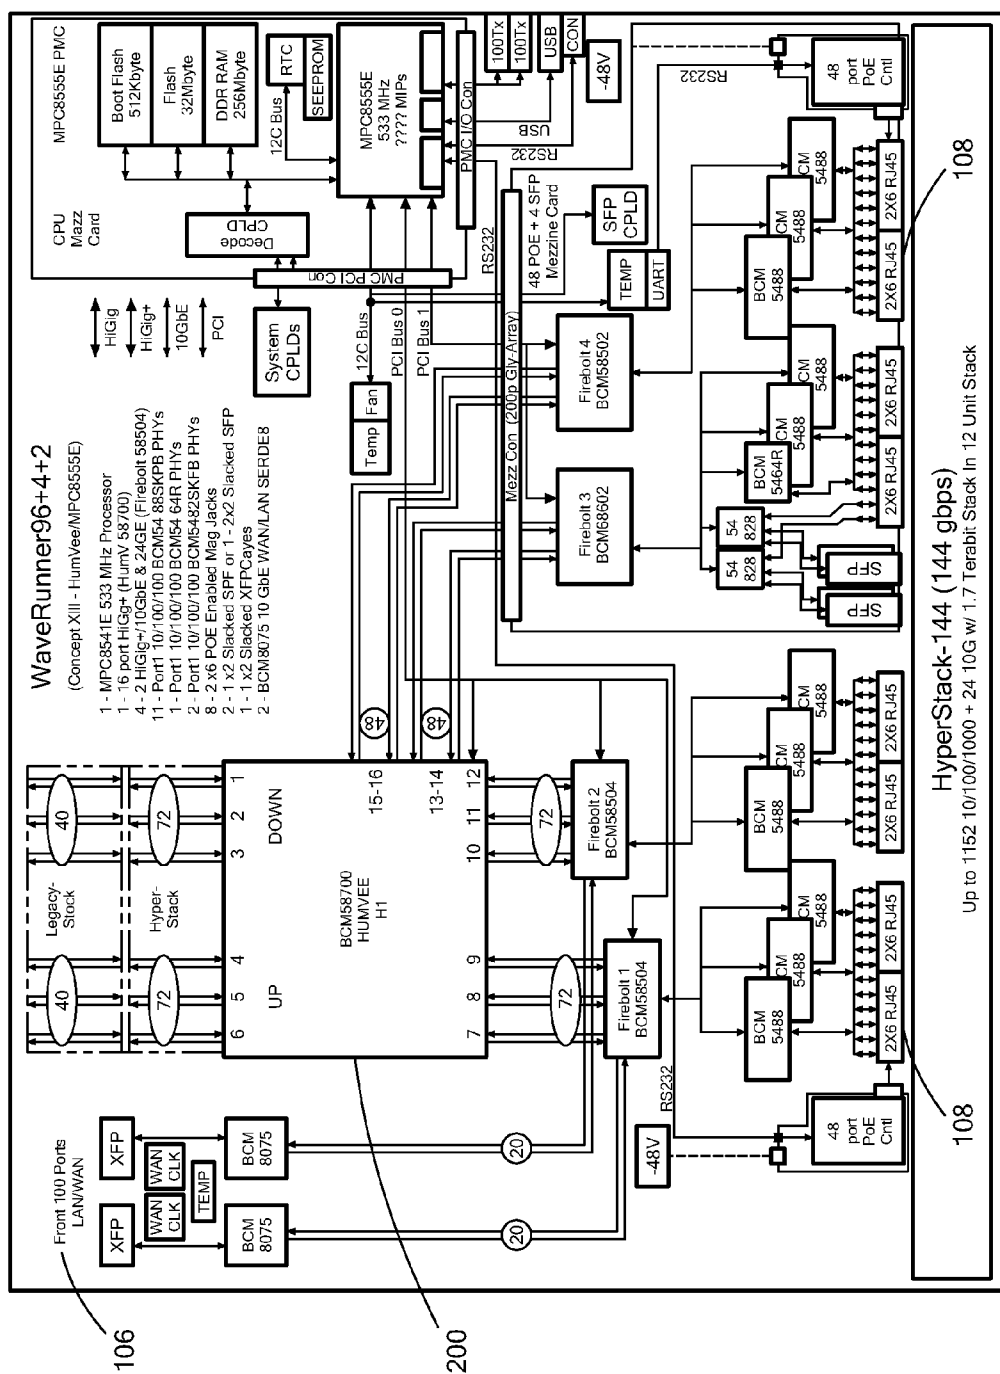 WaveRunner96+4+2
(Concept XIII - HumVee/MPC8555E)
1 - MPC8541E 533 MHz Processor
1 - 16 port HiGig+ (HumV 58700)
4 - 2 HiGig+/10GbE & 24GE (Firebolt 58504)
11 - Port1 10/100/100 BCM54 88SKPB PHYs
1 - Port1 10/100/100 BCM54 64R PHYs
2 - Port1 10/100/100 BCM5482SKFB PHYs
8 - 2 x6 POE Enabled Mag Jacks
2 - 1 x2 Slacked SPF or 1 - 2x2 Slacked SFP
1 - x2 Slacked XFPCayes
2 - BCM8075 10 GbE WAN/LAN SERDE8
HiGig
HiGig+
10GbE
PCI
CPU
Mazz
Card
MPC8555E PMC
Boot Flash
512Kbyte
Flash
32Mbyte
DDR RAM
256Mbyte
Decode
CPLD
12C Bus
RTC
SEEPROM
MPC8555E
533 MHz
???? MIPs
PMC I/O Con
PMC PCI Con
100Tx
100Tx
USB
CON
USB
RS232
-48V
RS232
RS232
System
CPLDs
12C Bus
PCI Bus 0
PCI Bus 1
Temp
Fan
48 POE + 4 SFP
Mezzine Card
SFP
CPLD
TEMP
UART
Mezz Con (200p Gly-Array)
Firebolt 3
BCM68602
Firebolt 4
BCM58502
48
48
15-16
13-14
Front 100 Ports
LAN/WAN
106
XFP
XFP
WAN
CLK
WAN
CLK
TEMP
BCM
8075
BCM
8075
20
20
40
40
Legacy-
Stock
72
72
Hyper-
Stack
6
5
4
3
2
1
UP
DOWN
BCM58700
HUMVEE
H1
200
7
8
9
10
11
12
72
72
Firebolt 1
BCM58504
Firebolt 2
BCM58504
-48V
RS232
48
port
PoE
Cntl
48
port
PoE
Cntl
BCM
5488
CM
5488
CM
5488
BCM
5488
CM
5488
CM
5488
54
828
54
828
BCM
5464R
CM
5488
CM
5488
BCM
5488
CM
5488
CM
5488
SFP
SFP
2X6 RJ45
2X6 RJ45
2X6 RJ45
2X6 RJ45
2X6 RJ45
2X6 RJ45
2X6 RJ45
2X6 RJ45
108
108
HyperStack-144 (144 gbps)
Up to 1152 10/100/1000 + 24 10G w/ 1.7 Terabit Stack In 12 Unit Stack